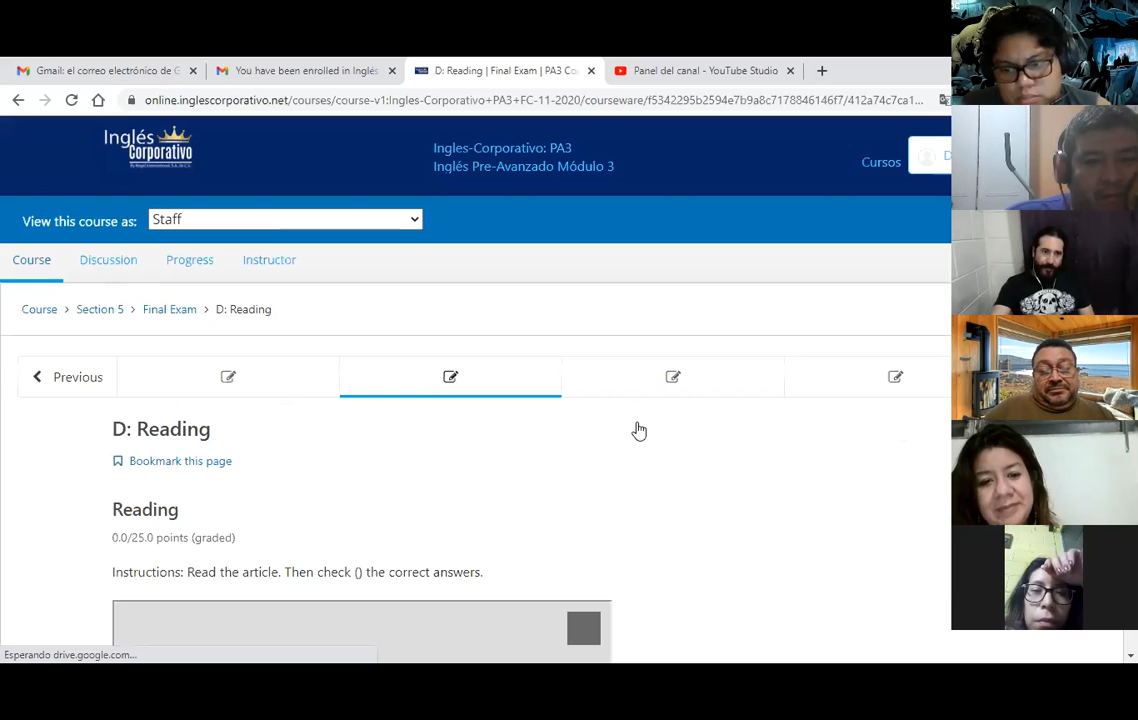 Gmail: el correo electrónico de G
You have been enrolled in Inglés
D: Reading | Final Exam | PA3 Co
Panel del canal - YouTube Studio
online.inglescorporativo.net/courses/course-v1:Ingles-Corporativo+PA3+FC-11-2020/courseware/f5342295b2594e7b9a8c7178846146f7/412a74c7ca1...
Inglés
Corporativo
Ingles-Corporativo: PA3
Inglés Pre-Avanzado Módulo 3
Cursos
D
View this course as:
Staff
Course
Discussion
Progress
Instructor
Course > Section 5 > Final Exam > D: Reading
Previous
D: Reading
Bookmark this page
Reading
0.0/25.0 points (graded)
Instructions: Read the article. Then check () the correct answers.
Esperando drive.google.com...